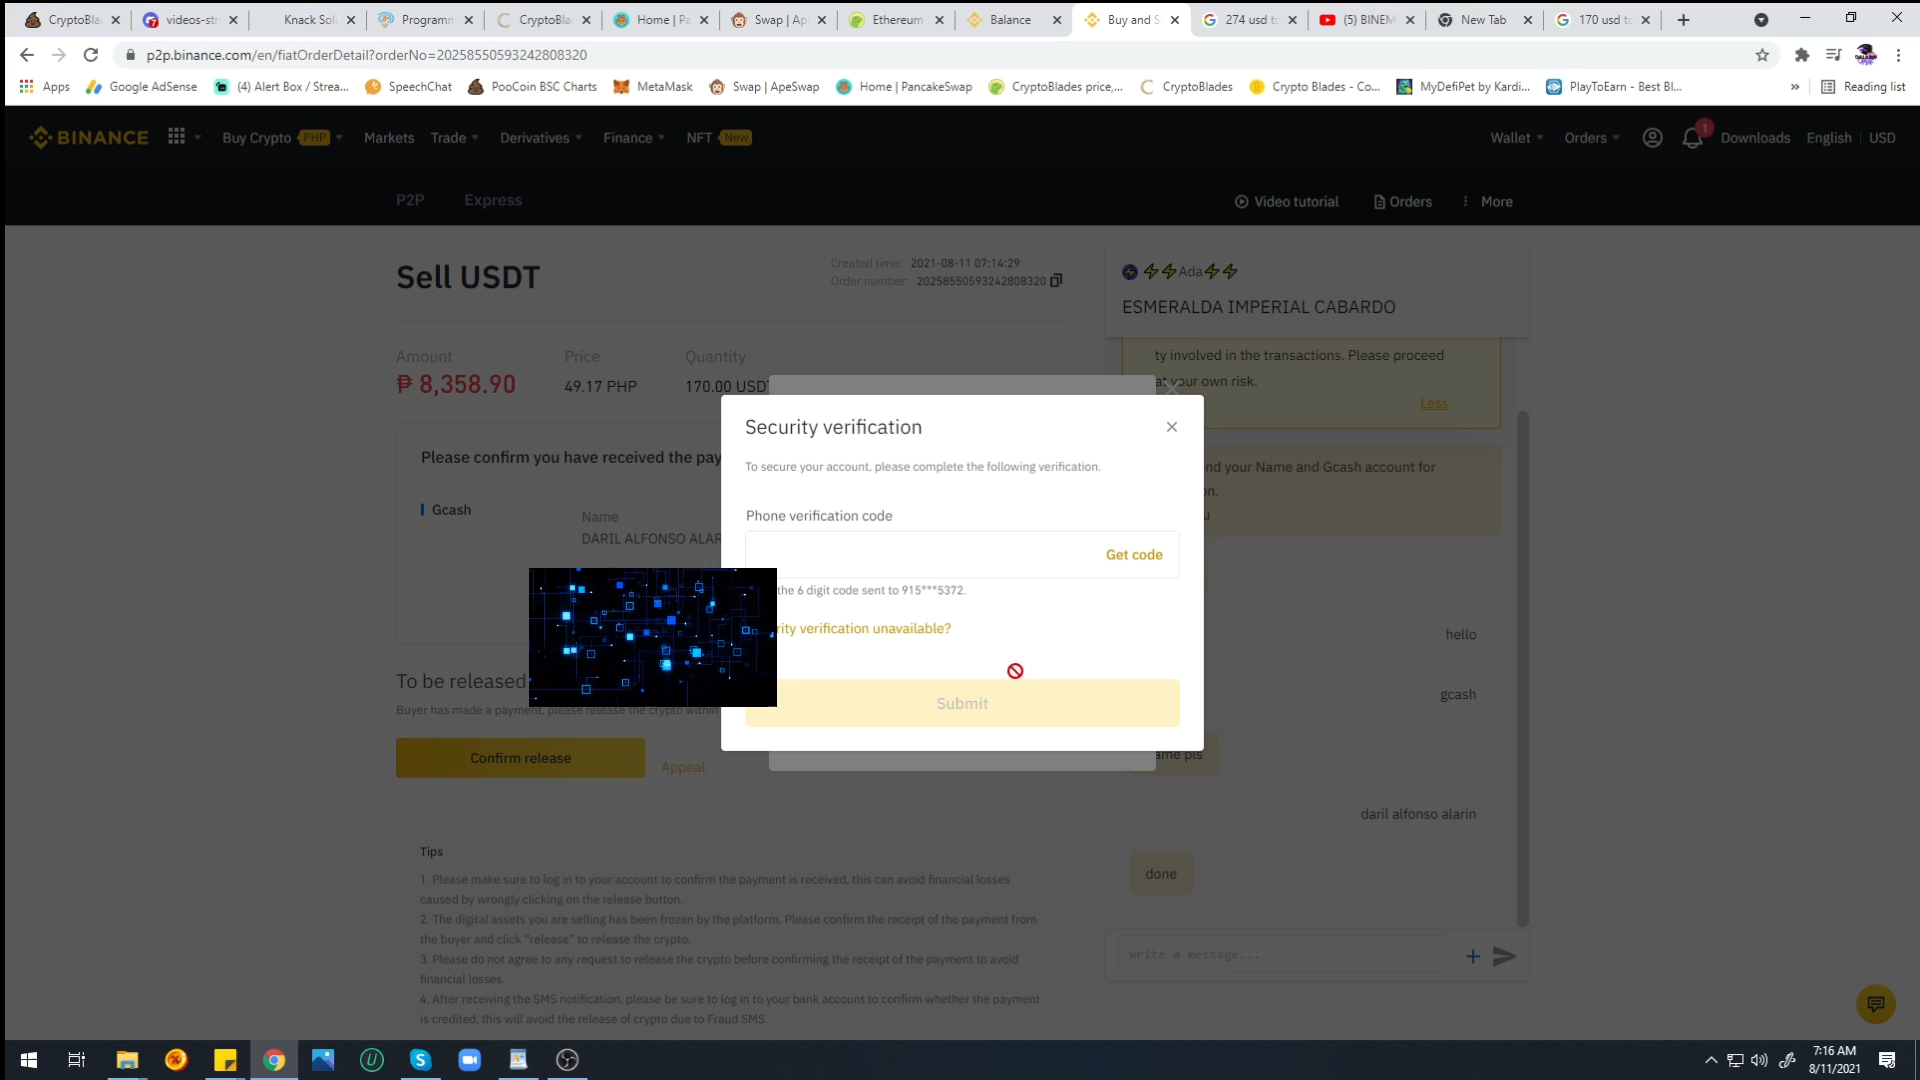 CryptoBla
videos-str
Knack Sol
Programm
CryptoBla
Home | Pa
Swap | Ap
Ethereum
Balance
Buy and S
274 usd to
(5) BINEM
New Tab
170 usd to
p2p.binance.com/en/fiatOrderDetail?orderNo=20258550593242808320
Apps
Google AdSense
(4) Alert Box / Strea...
SpeechChat
PooCoin BSC Charts
MetaMask
Swap | ApeSwap
Home | PancakeSwap
CryptoBlades price,...
CryptoBlades
Crypto Blades - Co...
MyDefiPet by Kardi...
PlayToEarn - Best Bl...
»
Reading list
BINANCE
Buy Crypto PHP
Markets
Trade
Derivatives
Finance
NFT New
Wallet
Orders
1
Downloads
English | USD
P2P
Express
Video tutorial
Orders
More
Sell USDT
Created time: 2021-08-11 07:14:29
Order number: 20258550593242808320
Amount
₱ 8,358.90
Price
49.17 PHP
Quantity
170.00 USDT
Please confirm you have received the pay
Gcash
Name
DARIL ALFONSO ALAR
To be released
Buyer has made a payment, please release the crypto within
Confirm release
Appeal
Tips
1. Please make sure to log in to your account to confirm the payment is received, this can avoid financial losses
caused by wrongly clicking on the release button.
2. The digital assets you are selling has been frozen by the platform. Please confirm the receipt of the payment from
the buyer and click "release" to release the crypto.
3. Please do not agree to any request to release the crypto before confirming the receipt of the payment to avoid
financial losses.
4. After receiving the SMS notification, please be sure to log in to your bank account to confirm whether the payment
is credited, this will avoid the release of crypto due to Fraud SMS.
Security verification
To secure your account, please complete the following verification.
Phone verification code
Get code
the 6 digit code sent to 915***5372.
rity verification unavailable?
Submit
⚡⚡Ada⚡⚡
ESMERALDA IMPERIAL CABARDO
ty involved in the transactions. Please proceed
at your own risk.
Less
nd your Name and Gcash account for
on.
u
hello
gcash
ame pls
daril alfonso alarin
done
write a message...
7:16 AM
8/11/2021